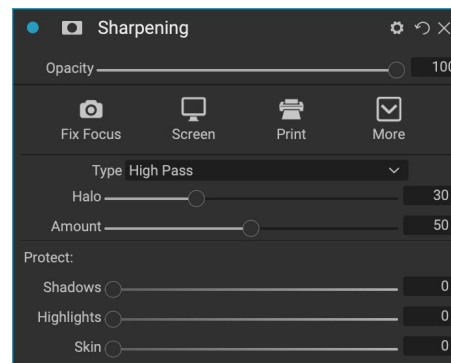 Sharpening
Opacity 100
Fix Focus Screen Print More
Type High Pass
Halo 30
Amount 50
Protect:
Shadows 0
Highlights 0
Skin 0